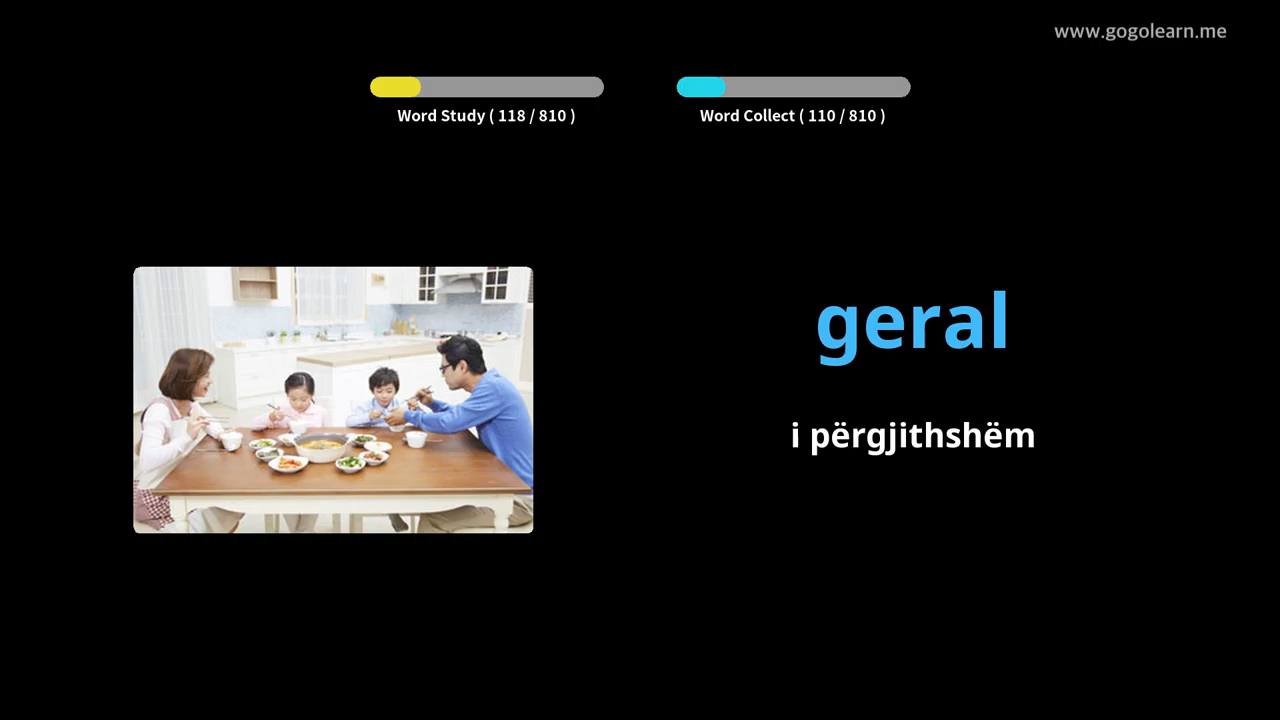 www.gogolearn.me
Word Study ( 118 / 810 )
Word Collect ( 110 / 810 )
geral
i përgjithshëm